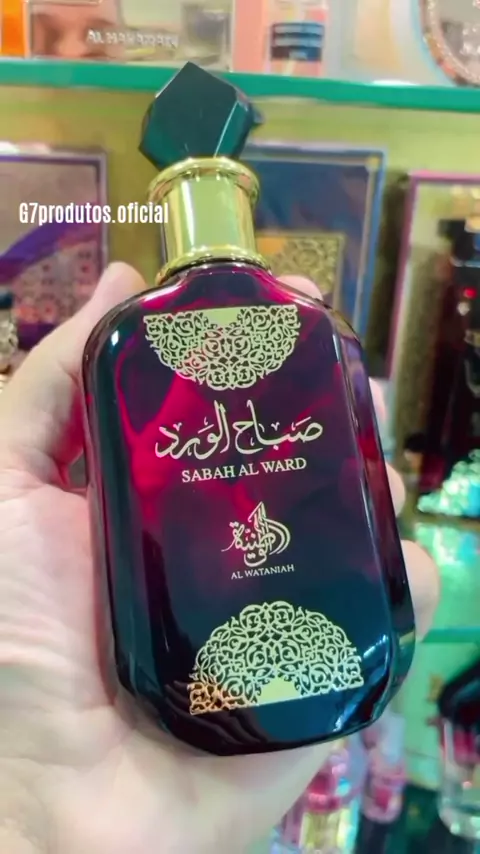 G7produtos.oficial
صباح الورد
SABAH AL WARD
الوطنية
AL WATANIAH